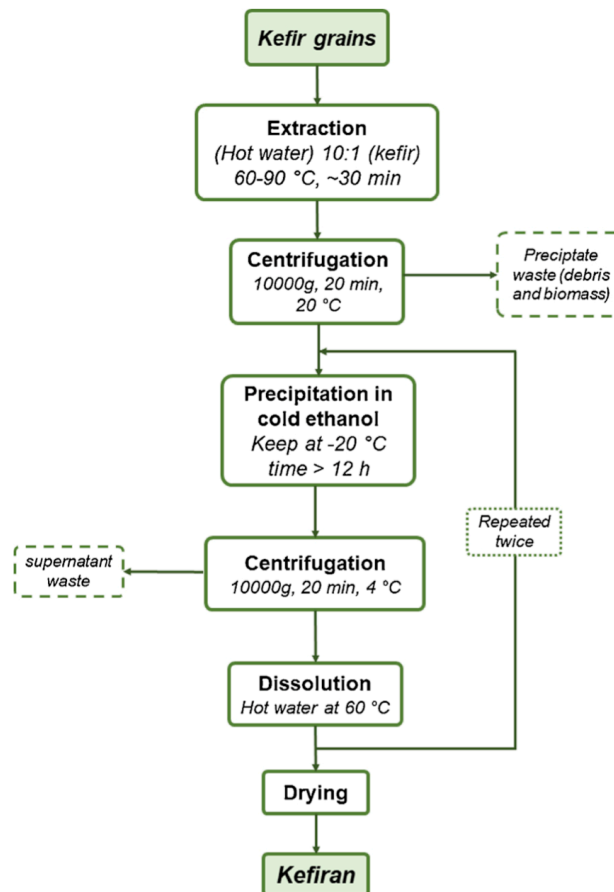 Kefir grains
Extraction
(Hot water) 10:1 (kefir)
60-90 °C, ~30 min
Centrifugation
10000g, 20 min,
20 °C
Preciptate
waste (debris
and biomass)
Precipitation in
cold ethanol
Keep at -20 °C
time > 12 h
Repeated
twice
Centrifugation
10000g, 20 min, 4 °C
supernatant
waste
Dissolution
Hot water at 60 °C
Drying
Kefiran